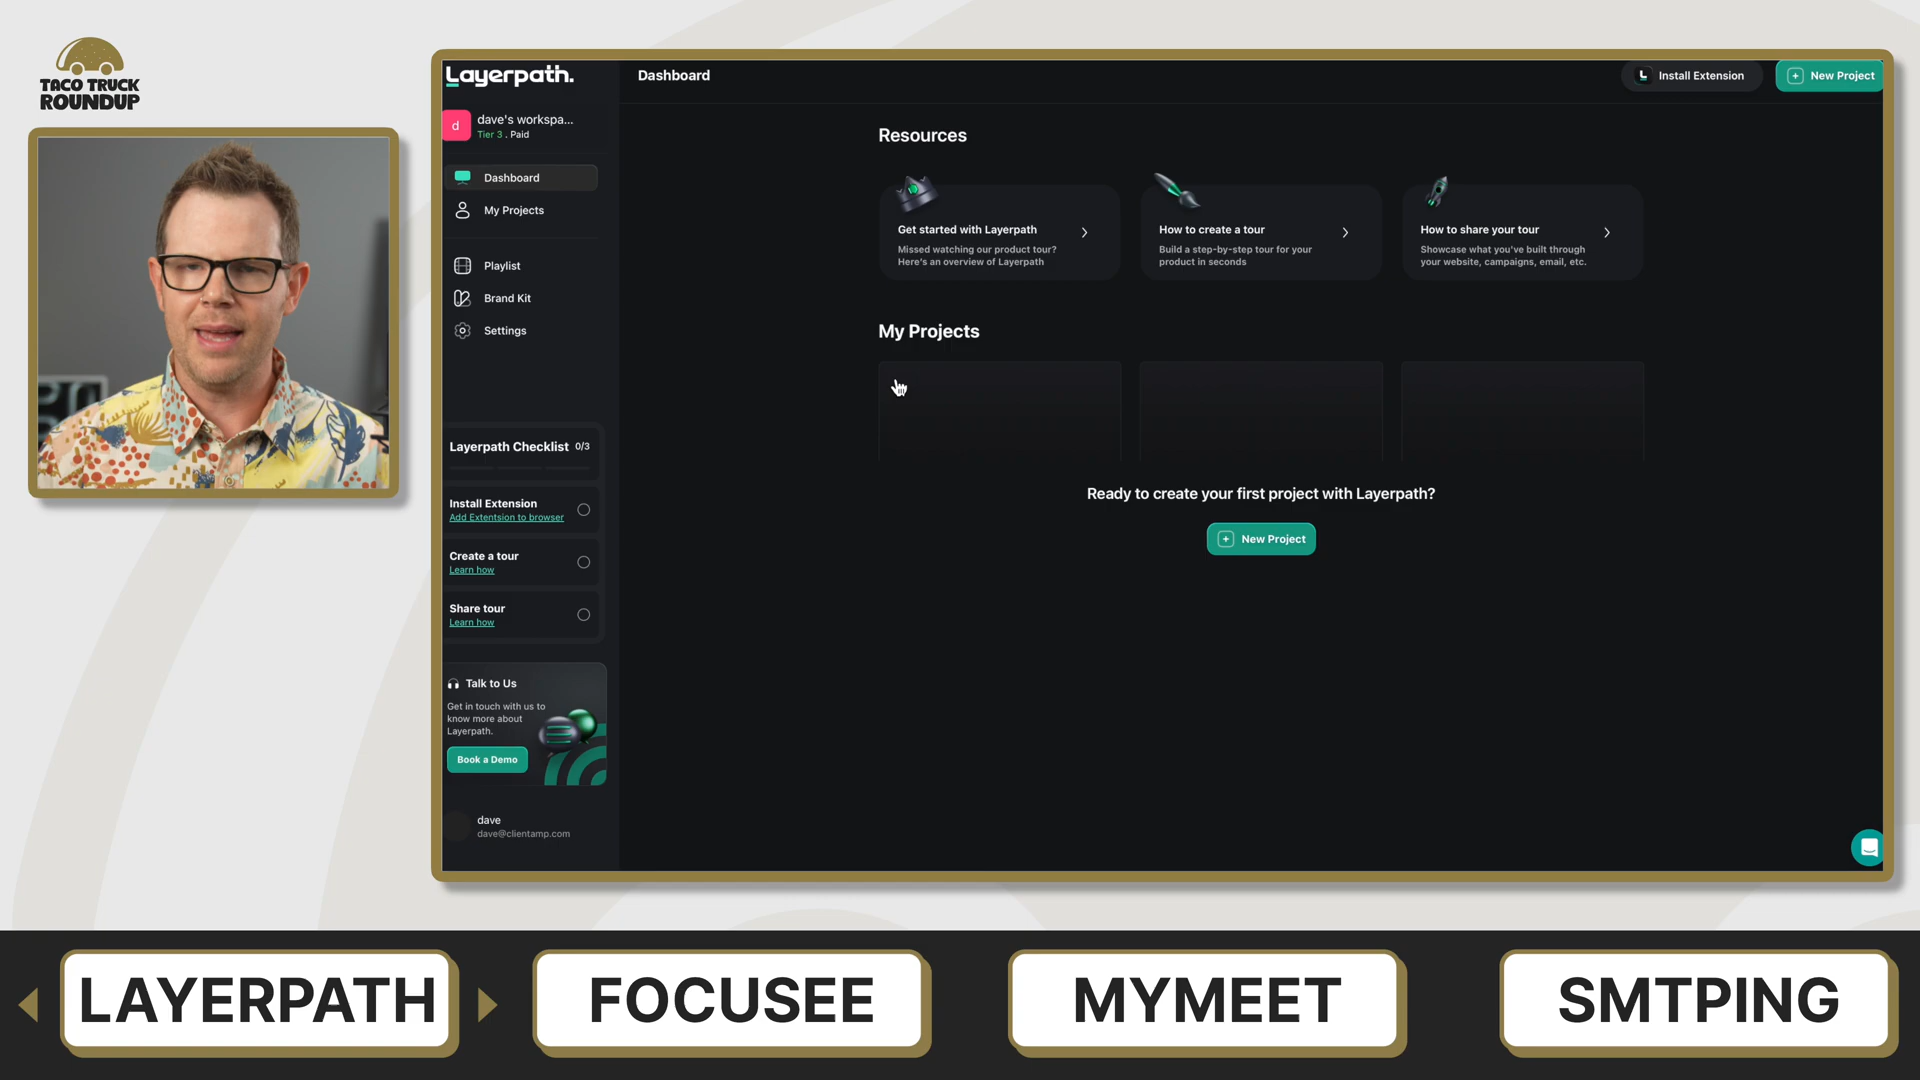 TACO TRUCK
ROUNDUP
Layerpath.
Dashboard
Install Extension
New Project
d
dave's workspa...
Tier 3 . Paid
Dashboard
My Projects
Playlist
Brand Kit
Settings
Layerpath Checklist 0/3
Install Extension
Add Extentsion to browser
Create a tour
Learn how
Share tour
Learn how
Talk to Us
Get in touch with us to
know more about
Layerpath.
Book a Demo
dave
dave@clientamp.com
Resources
Get started with Layerpath
Missed watching our product tour?
Here's an overview of Layerpath
How to create a tour
Build a step-by-step tour for your
product in seconds
How to share your tour
Showcase what you've built through
your website, campaigns, email, etc.
My Projects
Ready to create your first project with Layerpath?
New Project
LAYERPATH
FOCUSEE
MYMEET
SMTPING